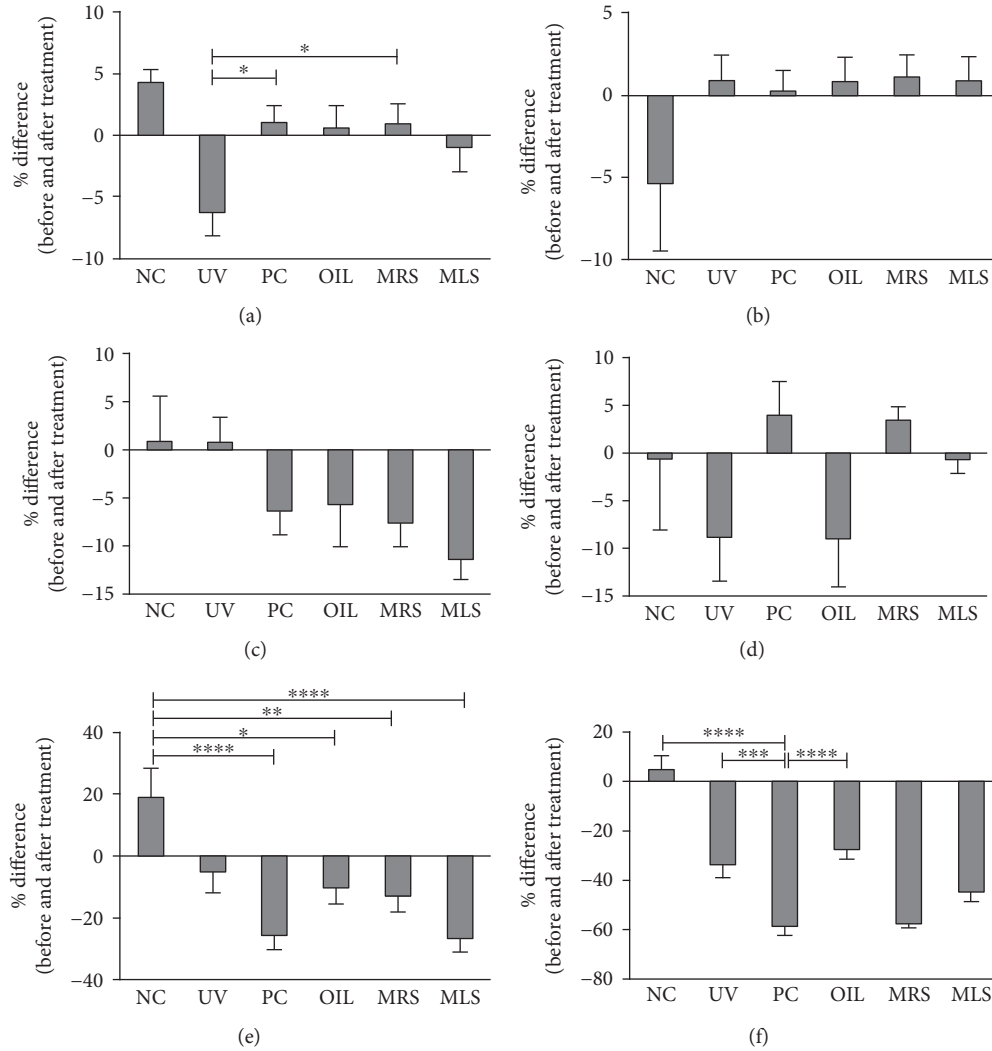 10
5
0
−5
−10
% difference
(before and after treatment)
*
*
NC UV PC OIL MRS MLS
(a)
5
0
−5
−10
% difference
(before and after treatment)
NC UV PC OIL MRS MLS
(b)
10
5
0
−5
−10
−15
% difference
(before and after treatment)
NC UV PC OIL MRS MLS
(c)
10
5
0
−5
−10
−15
% difference
(before and after treatment)
NC UV PC OIL MRS MLS
(d)
40
20
0
−20
−40
% difference
(before and after treatment)
****
**
*
****
NC UV PC OIL MRS MLS
(e)
20
0
−20
−40
−60
−80
% difference
(before and after treatment)
****
*** ****
NC UV PC OIL MRS MLS
(f)